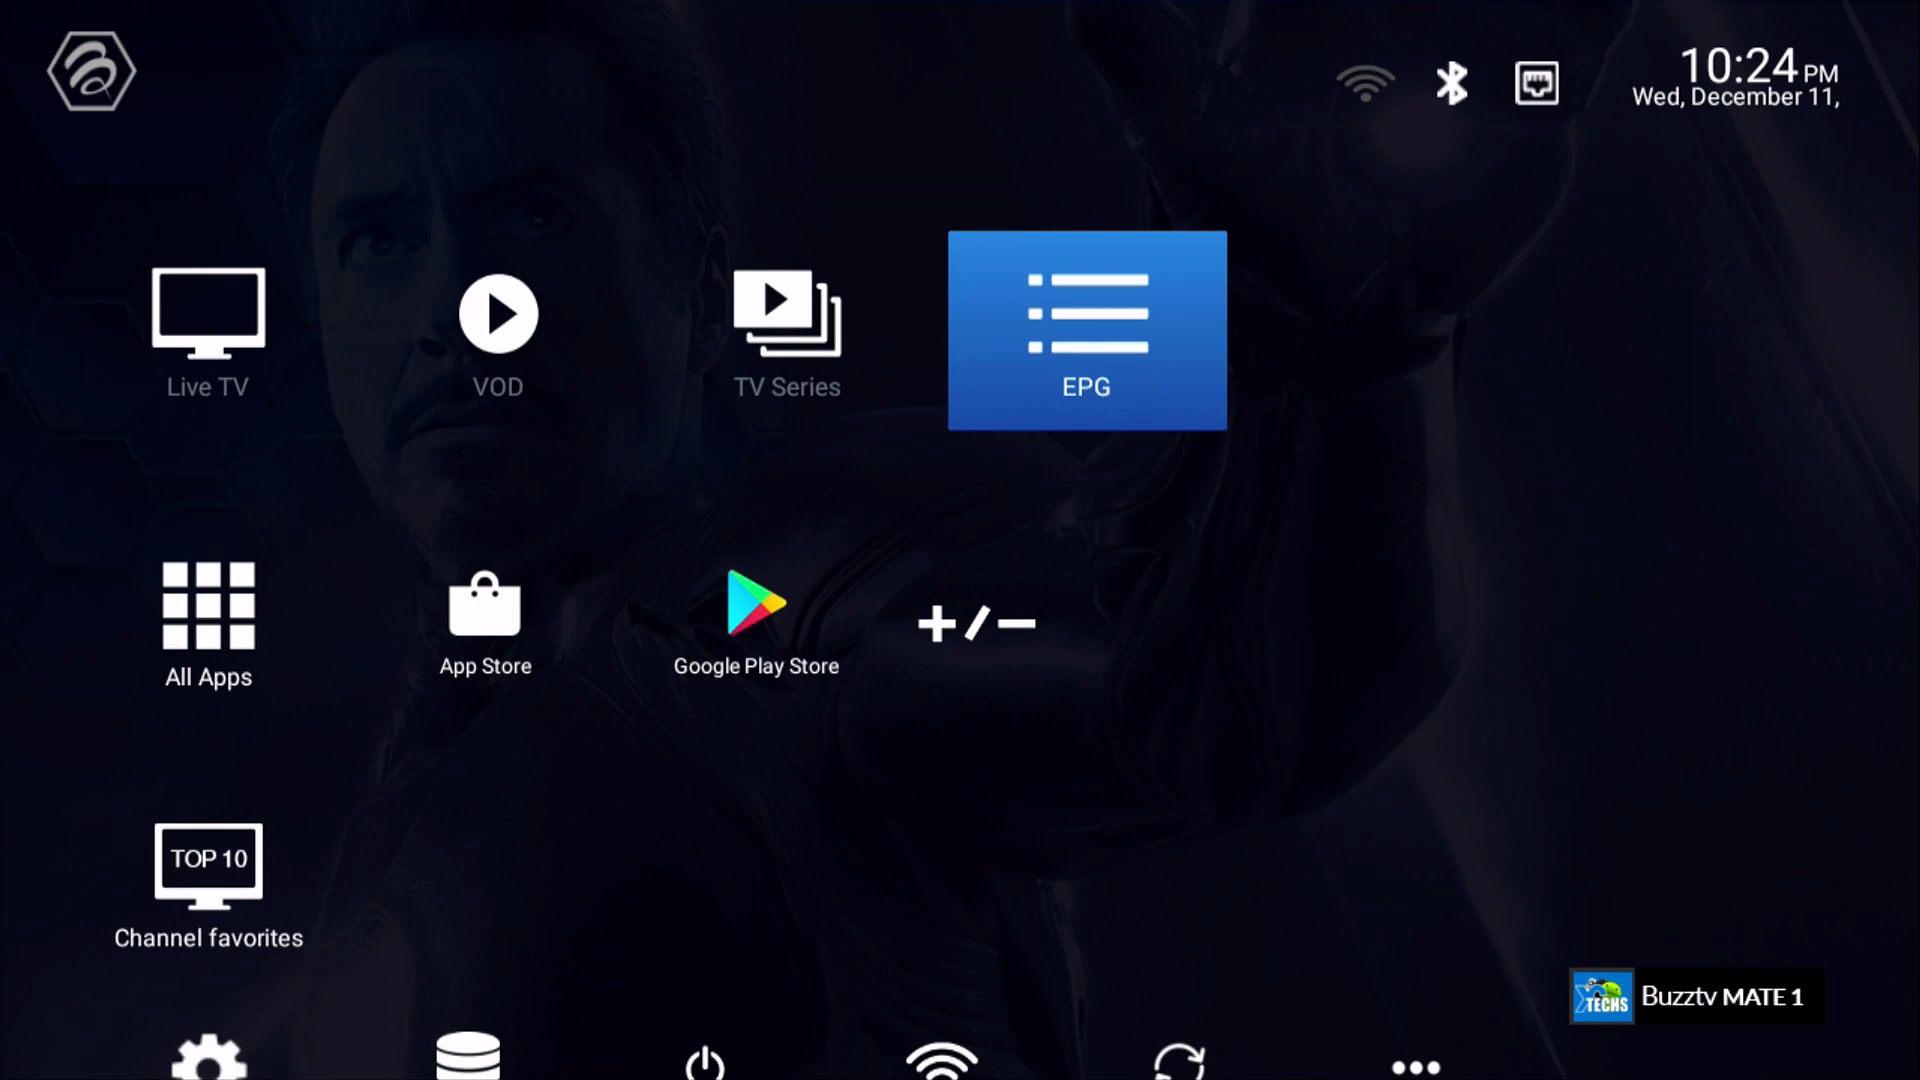 10:24 PM
Wed, December 11,
Live TV
VOD
TV Series
EPG
All Apps
App Store
Google Play Store
+/−
TOP 10
Channel favorites
XTECHS
Buzztv MATE 1